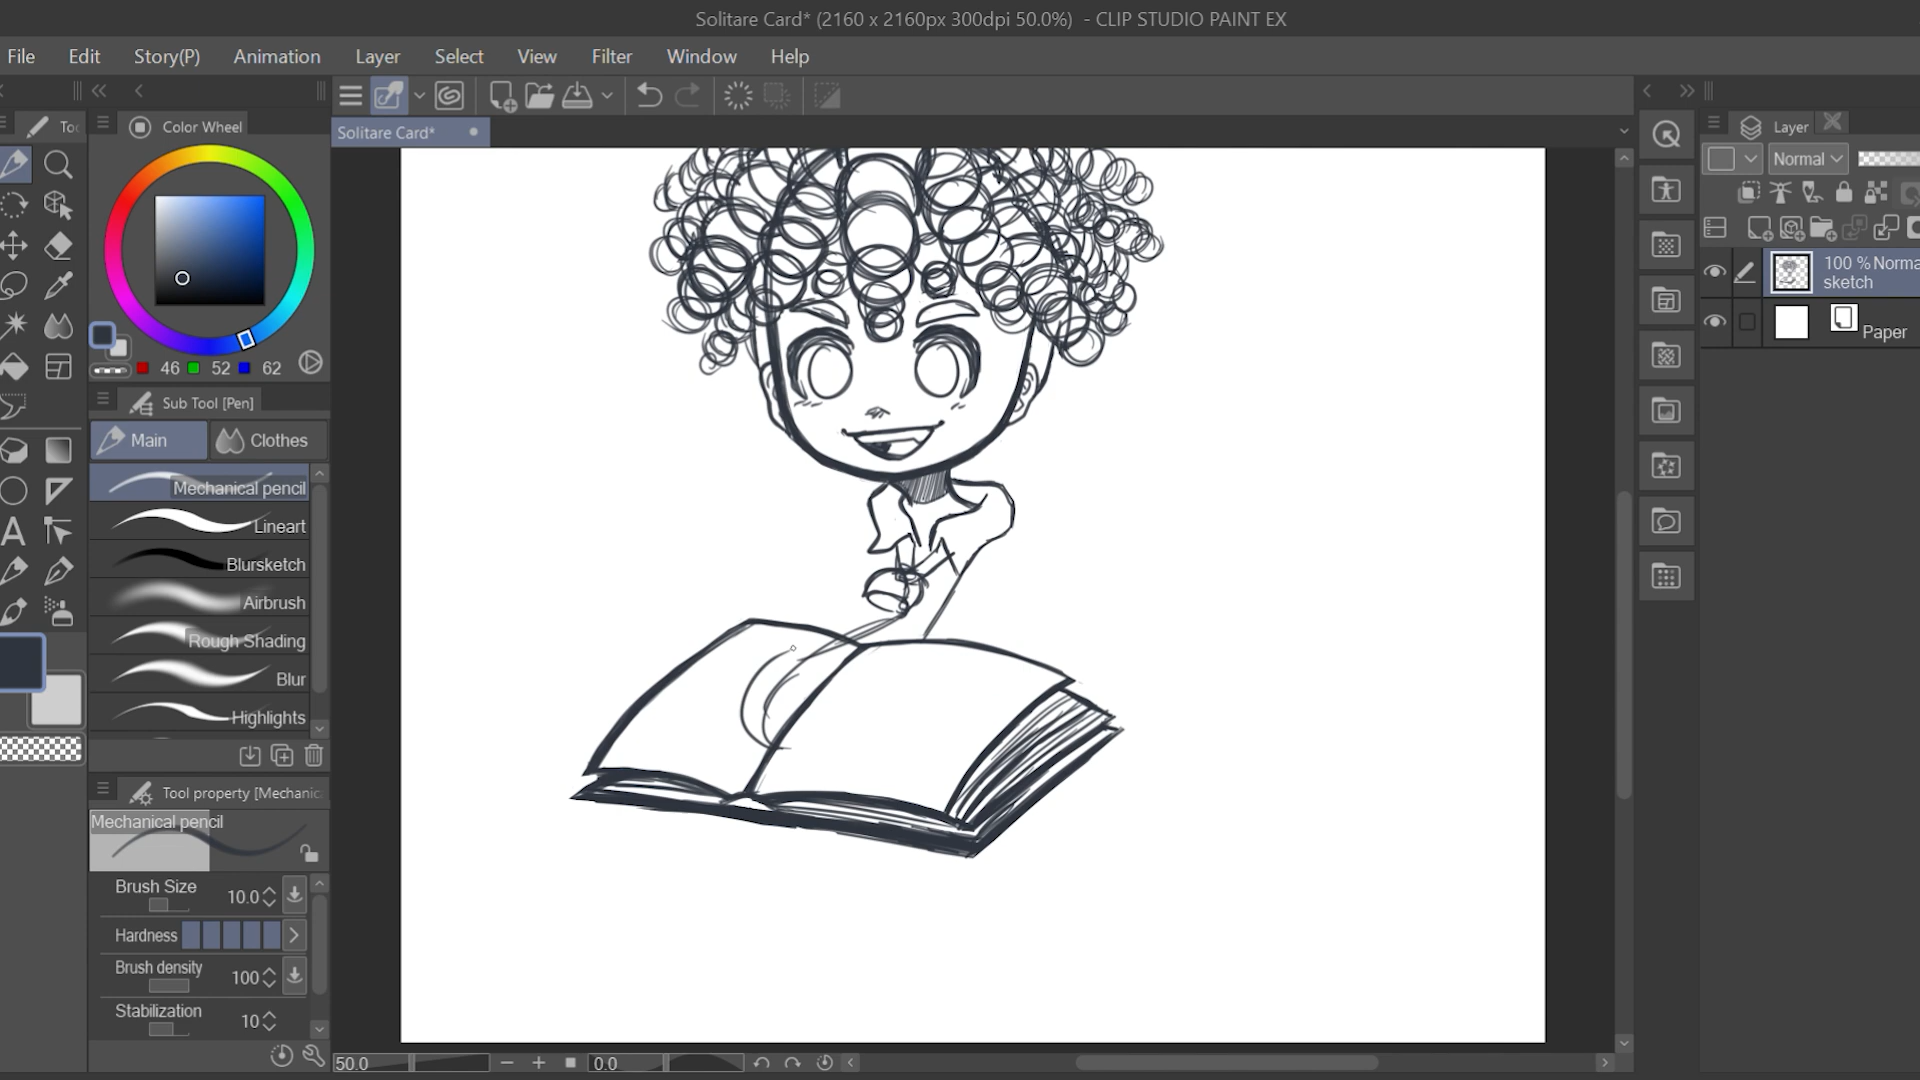 Solitare Card* (2160 x 2160px 300dpi 50.0%) - CLIP STUDIO PAINT EX
File Edit Story(P) Animation Layer Select View Filter Window Help
Color Wheel
Solitare Card*
Layer
Normal
100 % Norma
sketch
Paper
46 52 62
Sub Tool [Pen]
Main Clothes
Mechanical pencil
Lineart
Blursketch
Airbrush
Rough Shading
Blur
Highlights
Tool property [Mechanic
Mechanical pencil
Brush Size 10.0
Hardness
Brush density 100
Stabilization 10
50.0 0.0